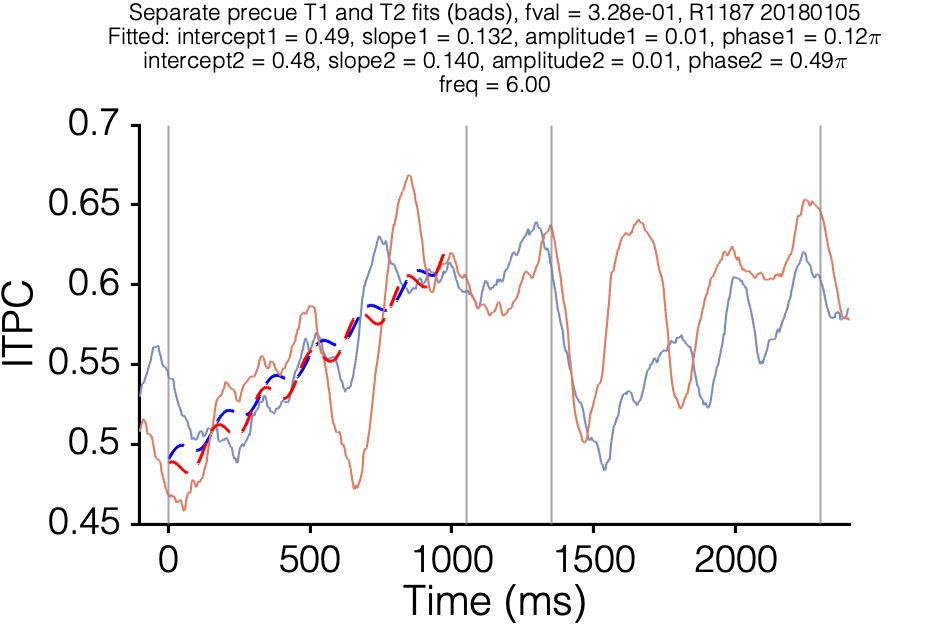 Separate precue T1 and T2 fits (bads), fval = 3.28e-01, R1187 20180105
Fitted: intercept1 = 0.49, slope1 = 0.132, amplitude1 = 0.01, phase1 = 0.12π
intercept2 = 0.48, slope2 = 0.140, amplitude2 = 0.01, phase2 = 0.49π
freq = 6.00
0.7
0.65
0.6
0.55
0.5
0.45
ITPC
0 500 1000 1500 2000
Time (ms)